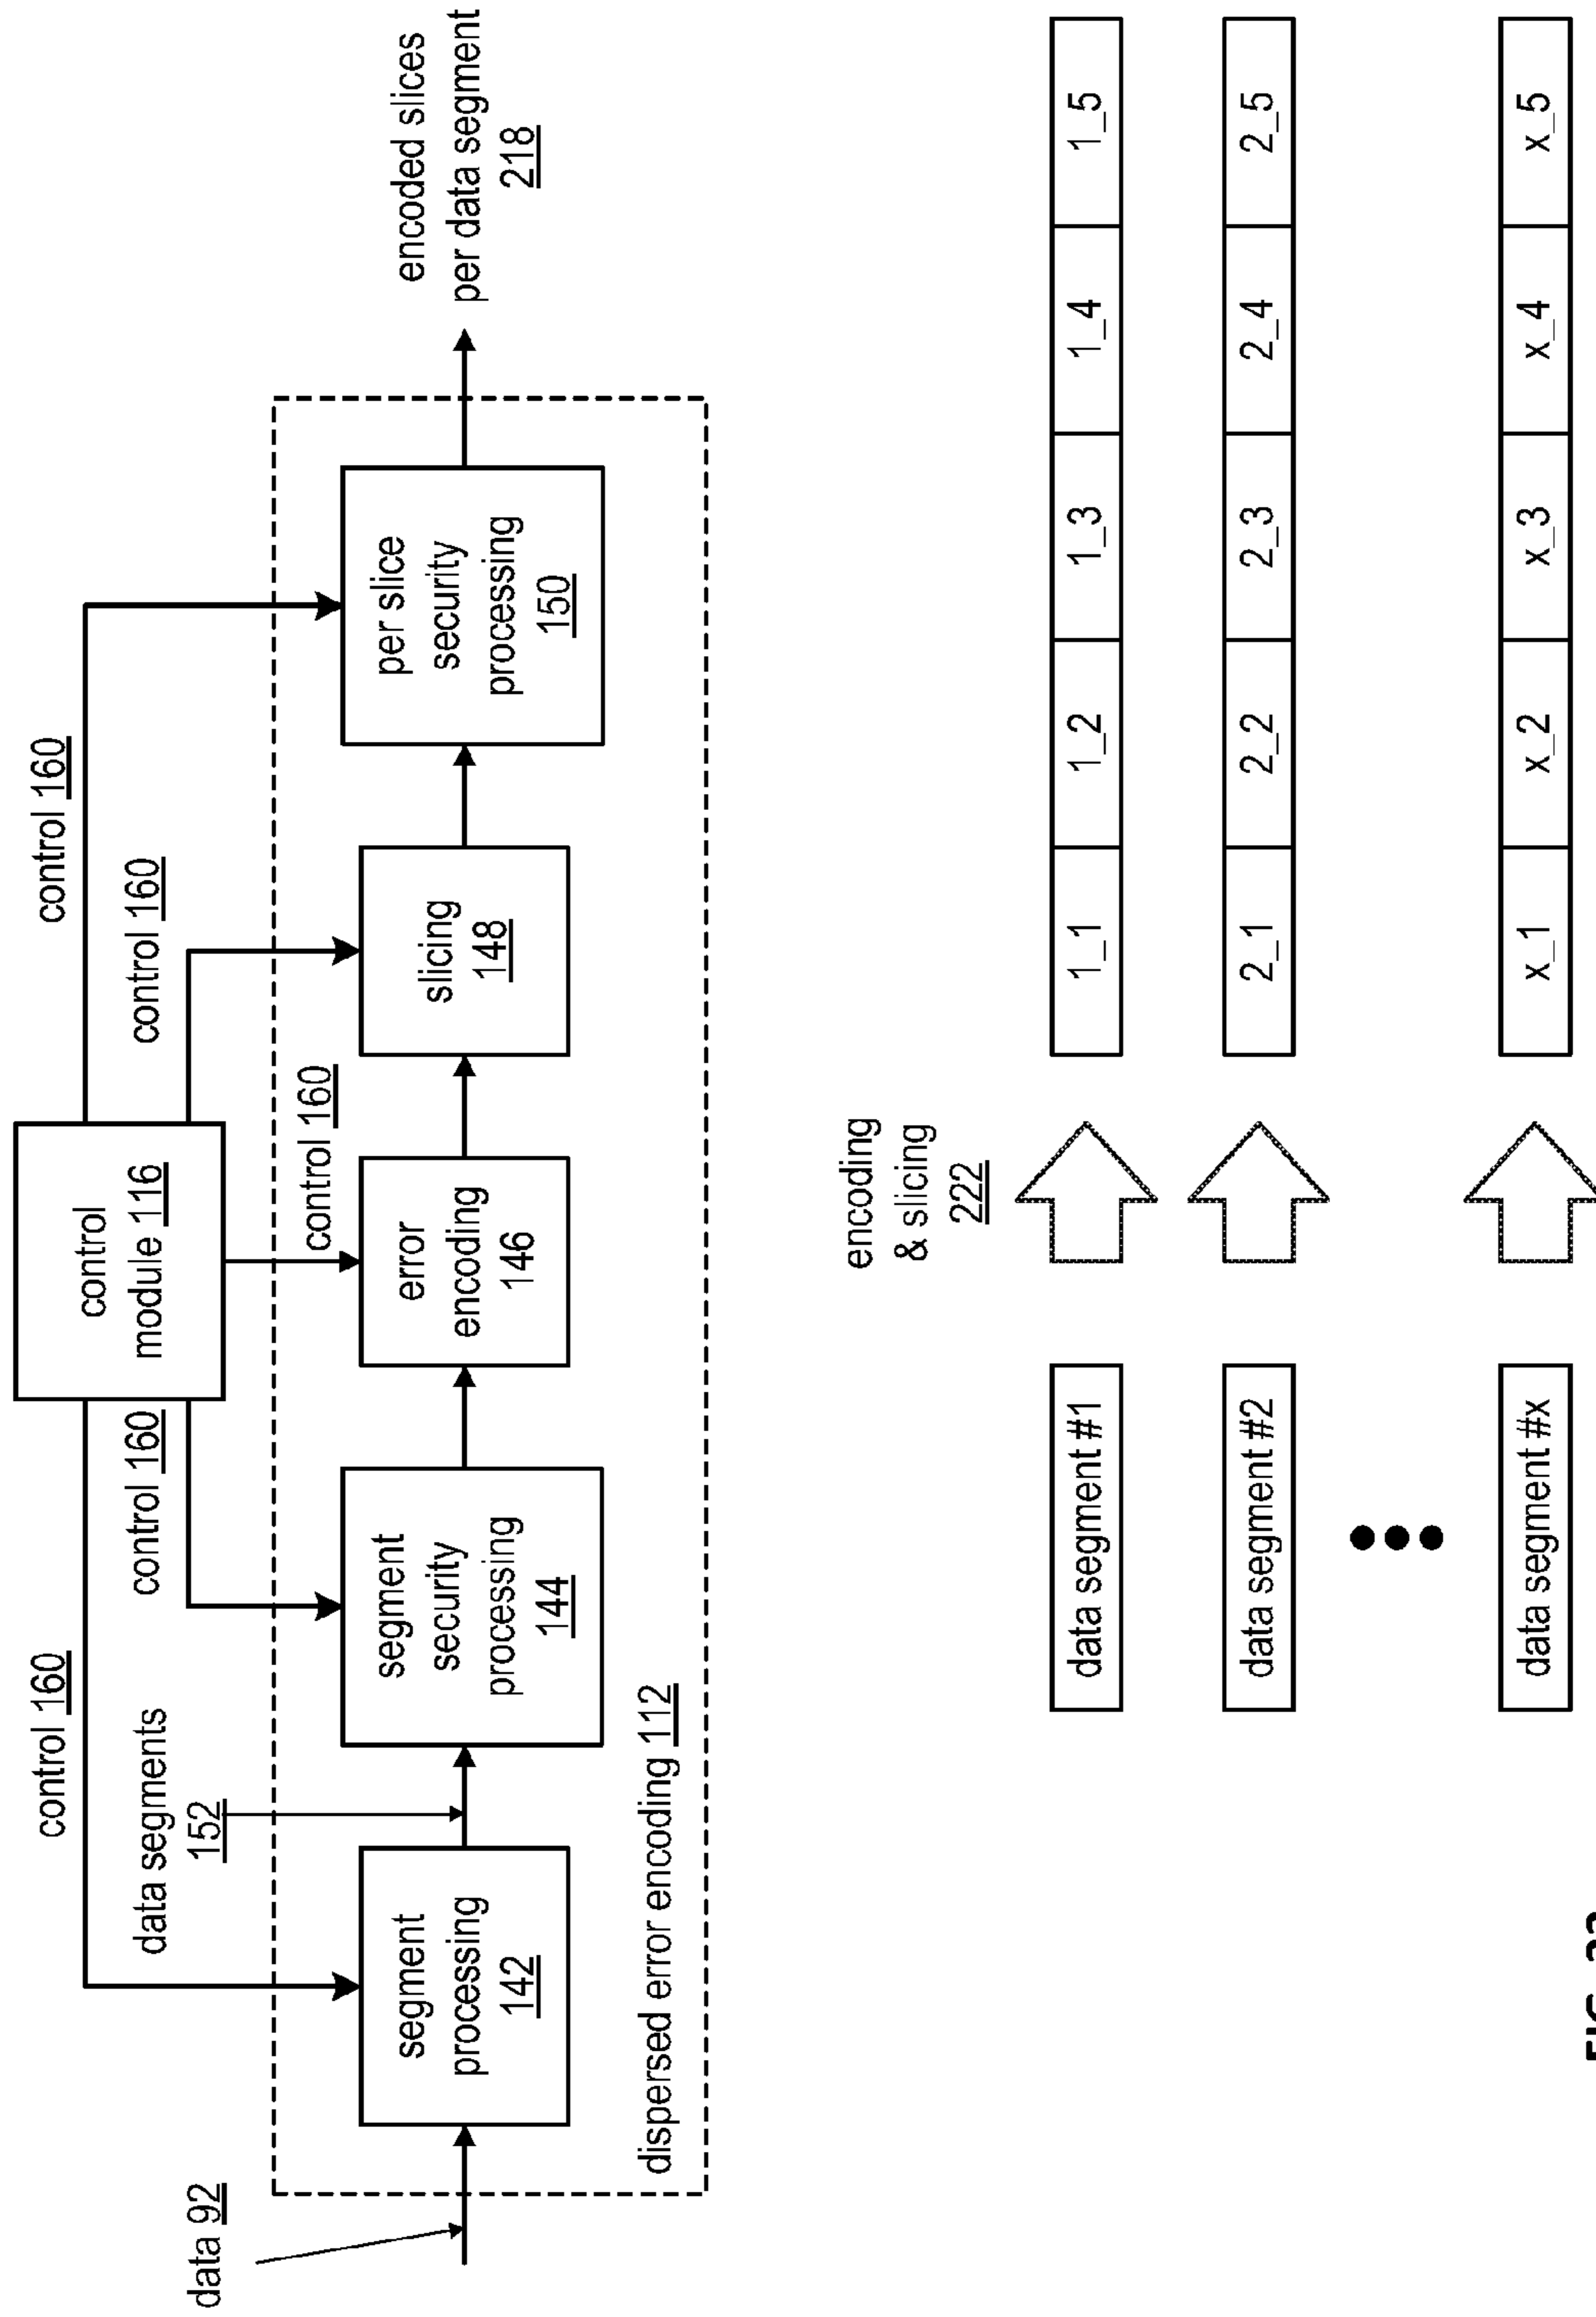 control
module 116
control 160
control 160
control 160
control 160
control 160
data segments
152
data 92
segment
processing
142
segment
security
processing
144
error
encoding
146
slicing
148
per slice
security
processing
150
encoded slices
per data segment
218
dispersed error encoding 112
encoding
& slicing
222
data segment #1
1_1 1_2 1_3 1_4 1_5
data segment #2
2_1 2_2 2_3 2_4 2_5
data segment #x
x_1 x_2 x_3 x_4 x_5
FIG.